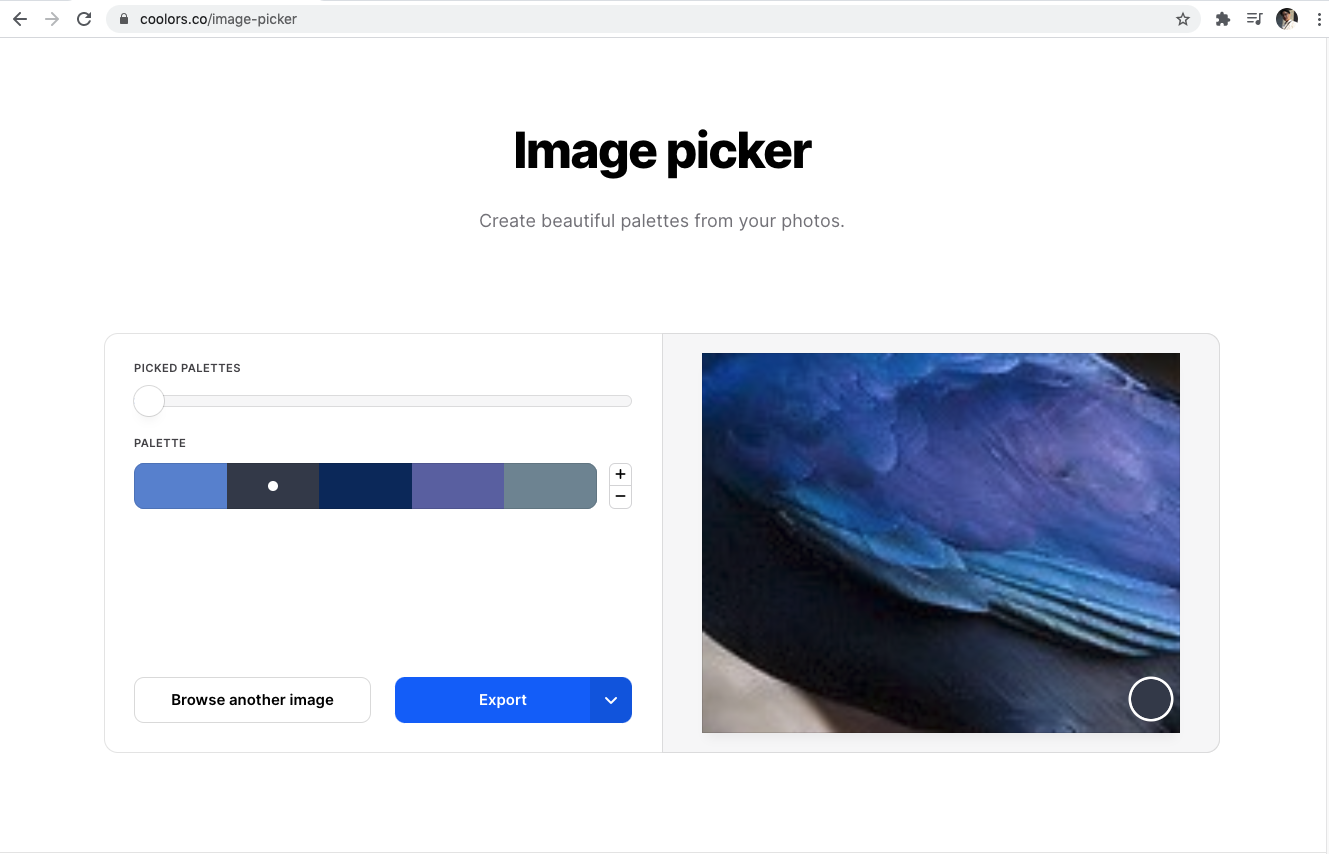 coolors.co/image-picker
Image picker
Create beautiful palettes from your photos.
PICKED PALETTES
PALETTE
+
−
Browse another image
Export